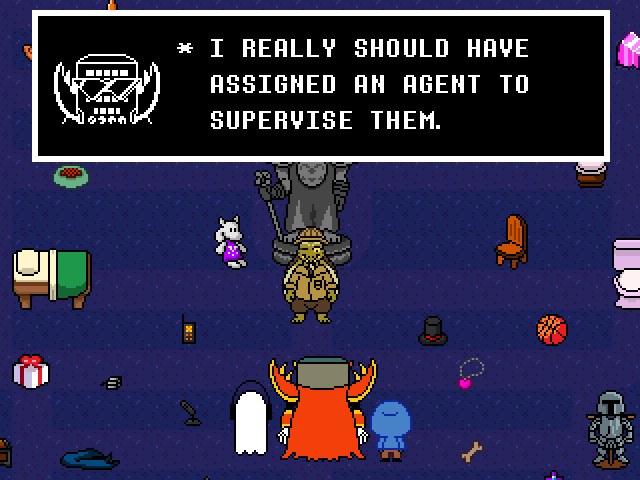 * I REALLY SHOULD HAVE
ASSIGNED AN AGENT TO
SUPERVISE THEM.